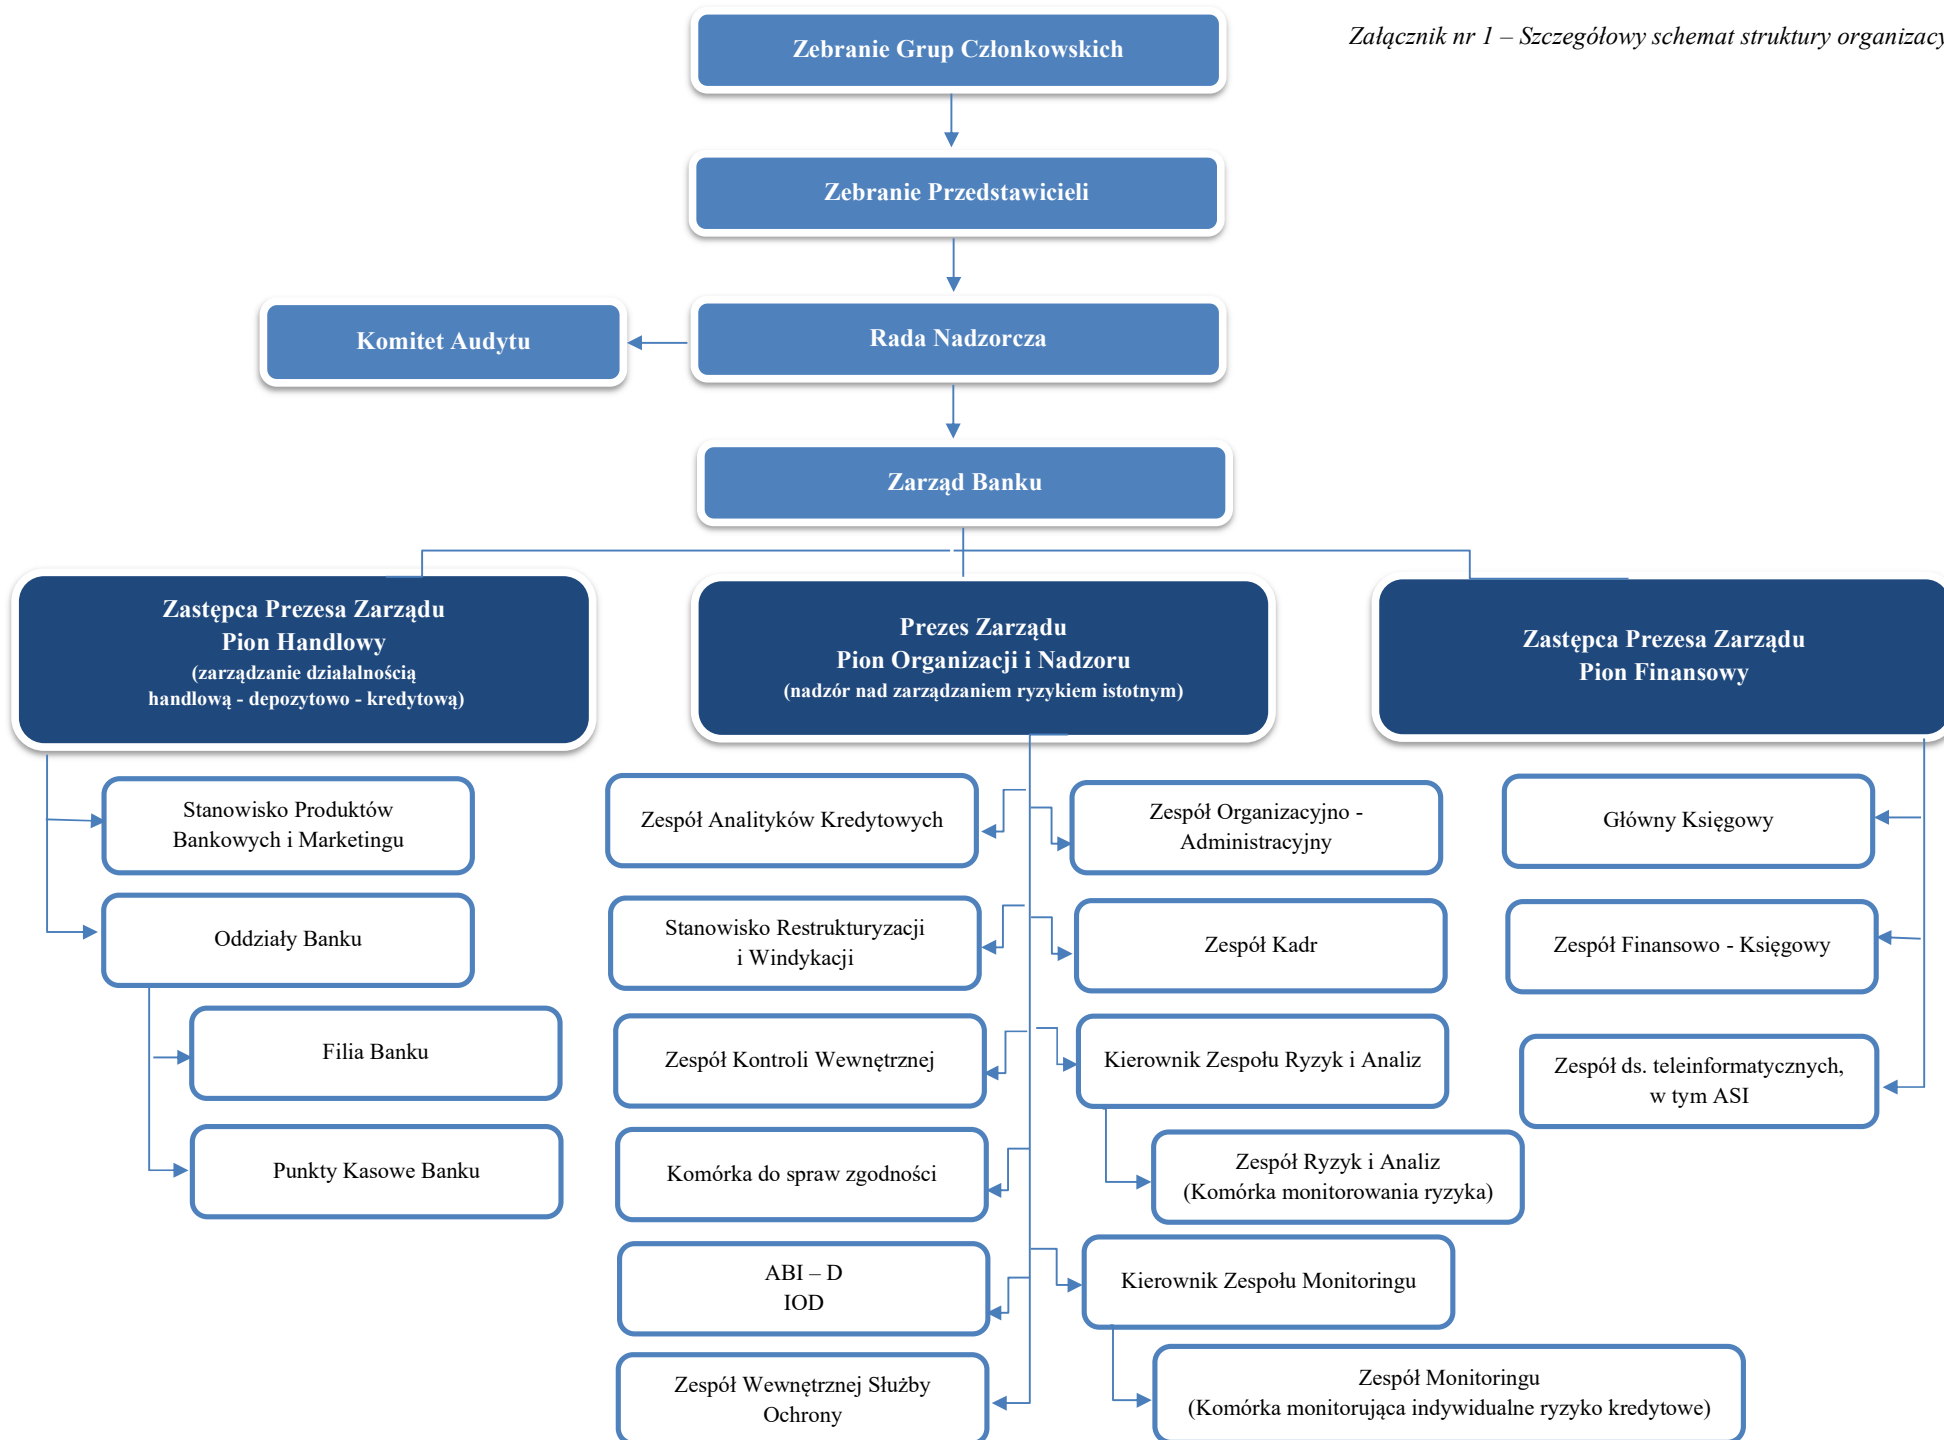 Załącznik nr 1 – Szczegółowy schemat struktury organizacy
Zebranie Grup Członkowskich
Zebranie Przedstawicieli
Komitet Audytu
Rada Nadzorcza
Zarząd Banku
Zastępca Prezesa Zarządu
Pion Handlowy
(zarządzanie działalnością
handlową - depozytowo - kredytową)
Prezes Zarządu
Pion Organizacji i Nadzoru
(nadzór nad zarządzaniem ryzykiem istotnym)
Zastępca Prezesa Zarządu
Pion Finansowy
Stanowisko Produktów
Bankowych i Marketingu
Oddziały Banku
Filia Banku
Punkty Kasowe Banku
Zespół Analityków Kredytowych
Stanowisko Restrukturyzacji
i Windykacji
Zespół Kontroli Wewnętrznej
Komórka do spraw zgodności
ABI – D
IOD
Zespół Wewnętrznej Służby
Ochrony
Zespół Organizacyjno -
Administracyjny
Zespół Kadr
Kierownik Zespołu Ryzyk i Analiz
Zespół Ryzyk i Analiz
(Komórka monitorowania ryzyka)
Kierownik Zespołu Monitoringu
Zespół Monitoringu
(Komórka monitorująca indywidualne ryzyko kredytowe)
Główny Księgowy
Zespół Finansowo - Księgowy
Zespół ds. teleinformatycznych,
w tym ASI